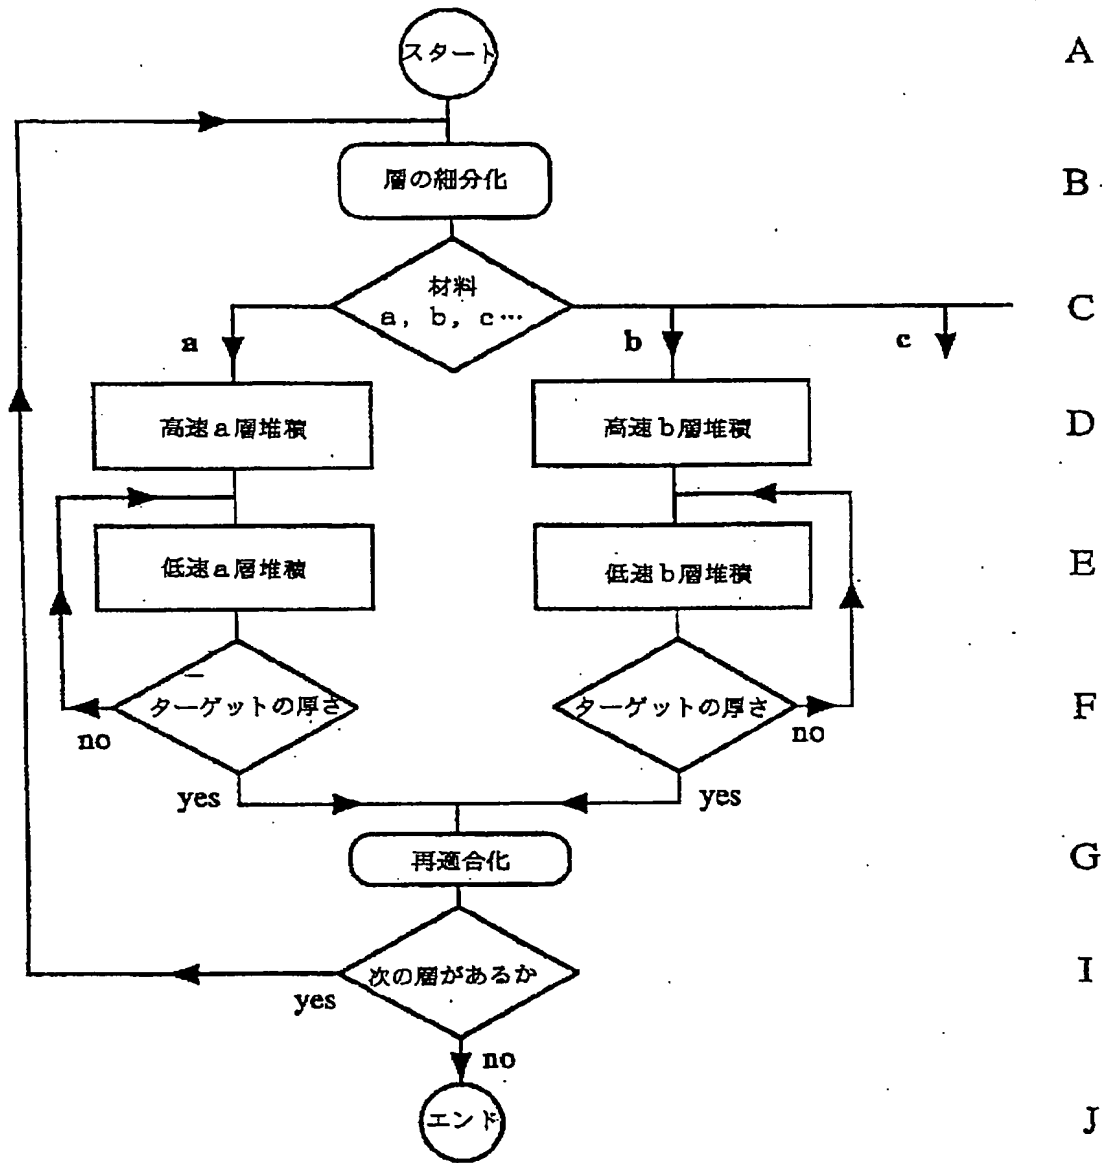 スタート
A
層の細分化
B
材料
a, b, c…
C
a
b
c
高速a層堆積
高速b層堆積
D
低速a層堆積
低速b層堆積
E
ターゲットの厚さ
ターゲットの厚さ
F
no
no
yes
yes
再適合化
G
次の層があるか
I
yes
no
エンド
J